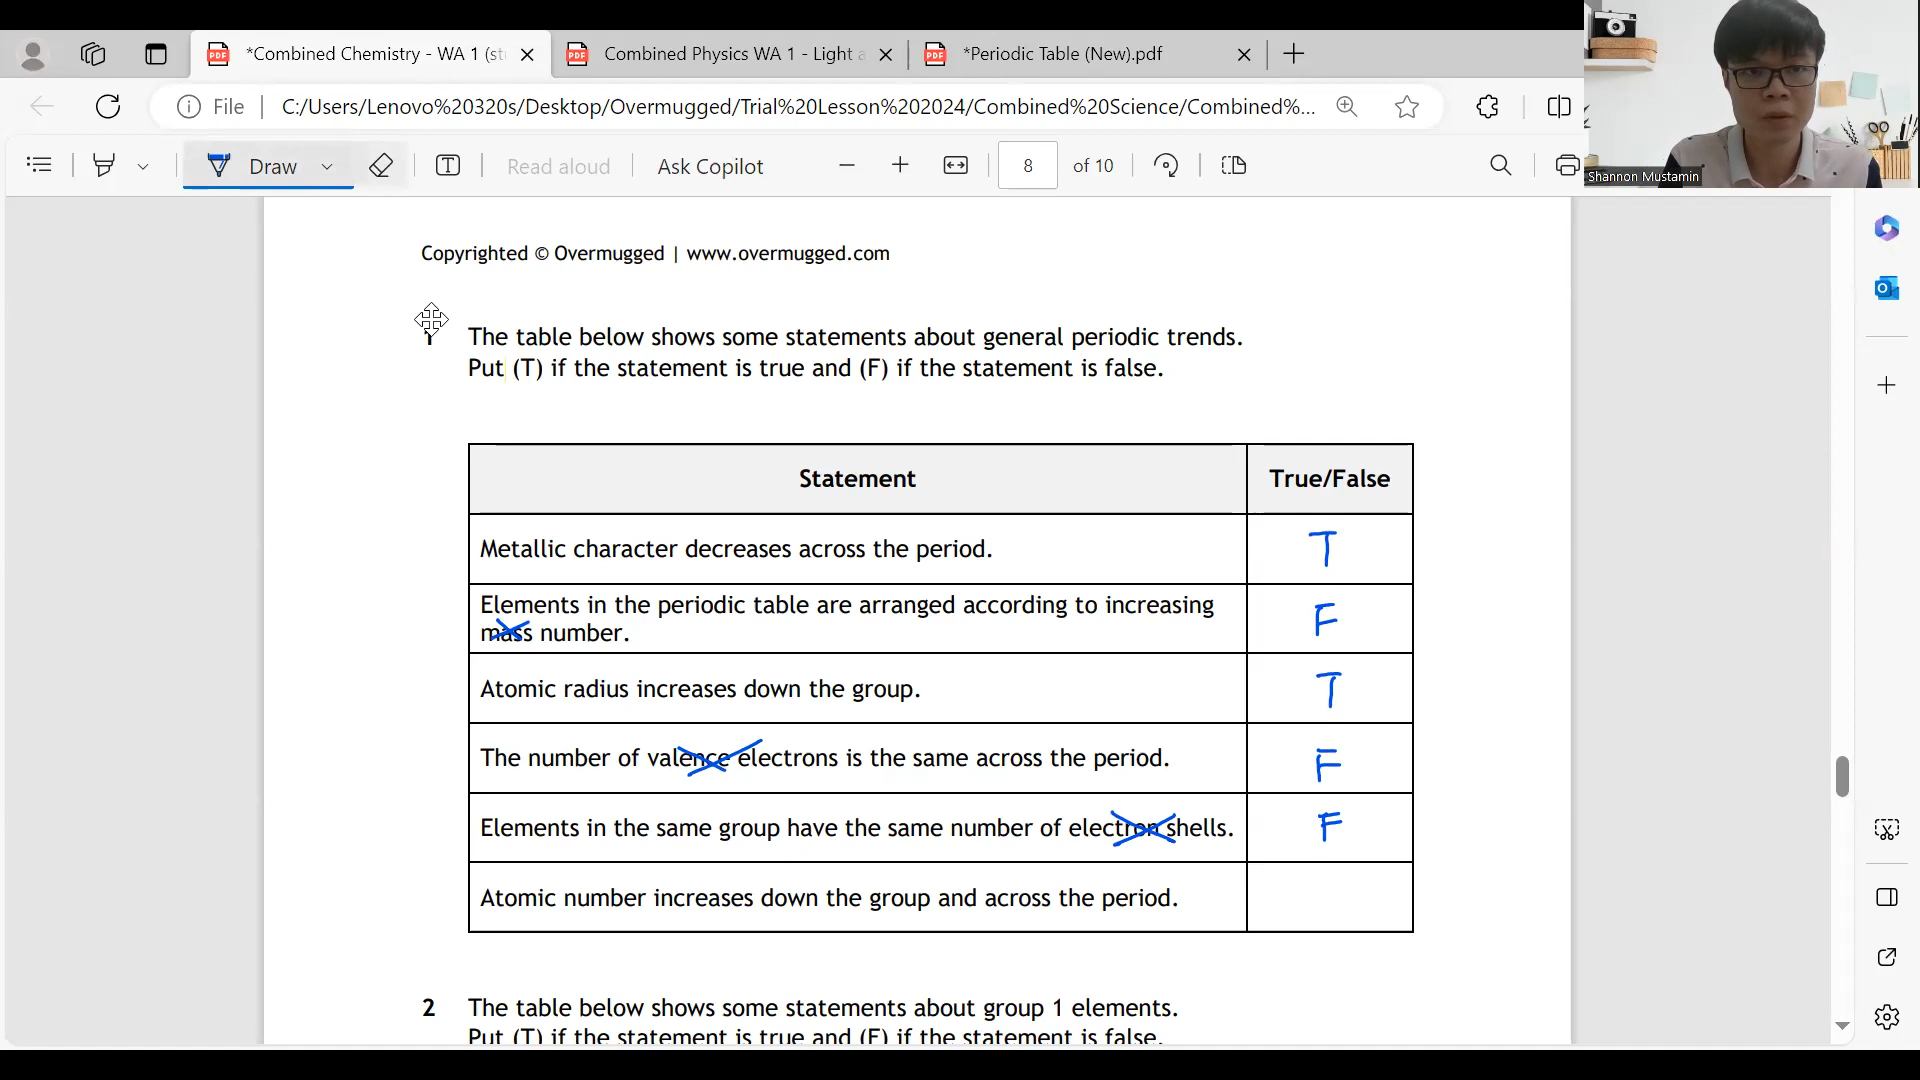 *Combined Chemistry - WA 1 (st
Combined Physics WA 1 - Light a
*Periodic Table (New).pdf
File
C:/Users/Lenovo%20320s/Desktop/Overmugged/Trial%20Lesson%202024/Combined%20Science/Combined%...
Draw
Read aloud
Ask Copilot
8
of 10
Shannon Mustamin
Copyrighted © Overmugged | www.overmugged.com
The table below shows some statements about general periodic trends.
Put (T) if the statement is true and (F) if the statement is false.
Statement
True/False
Metallic character decreases across the period.
T
Elements in the periodic table are arranged according to increasing
mass number.
F
Atomic radius increases down the group.
T
The number of valence electrons is the same across the period.
F
Elements in the same group have the same number of electron shells.
F
Atomic number increases down the group and across the period.
2 The table below shows some statements about group 1 elements.
Put (T) if the statement is true and (F) if the statement is false.